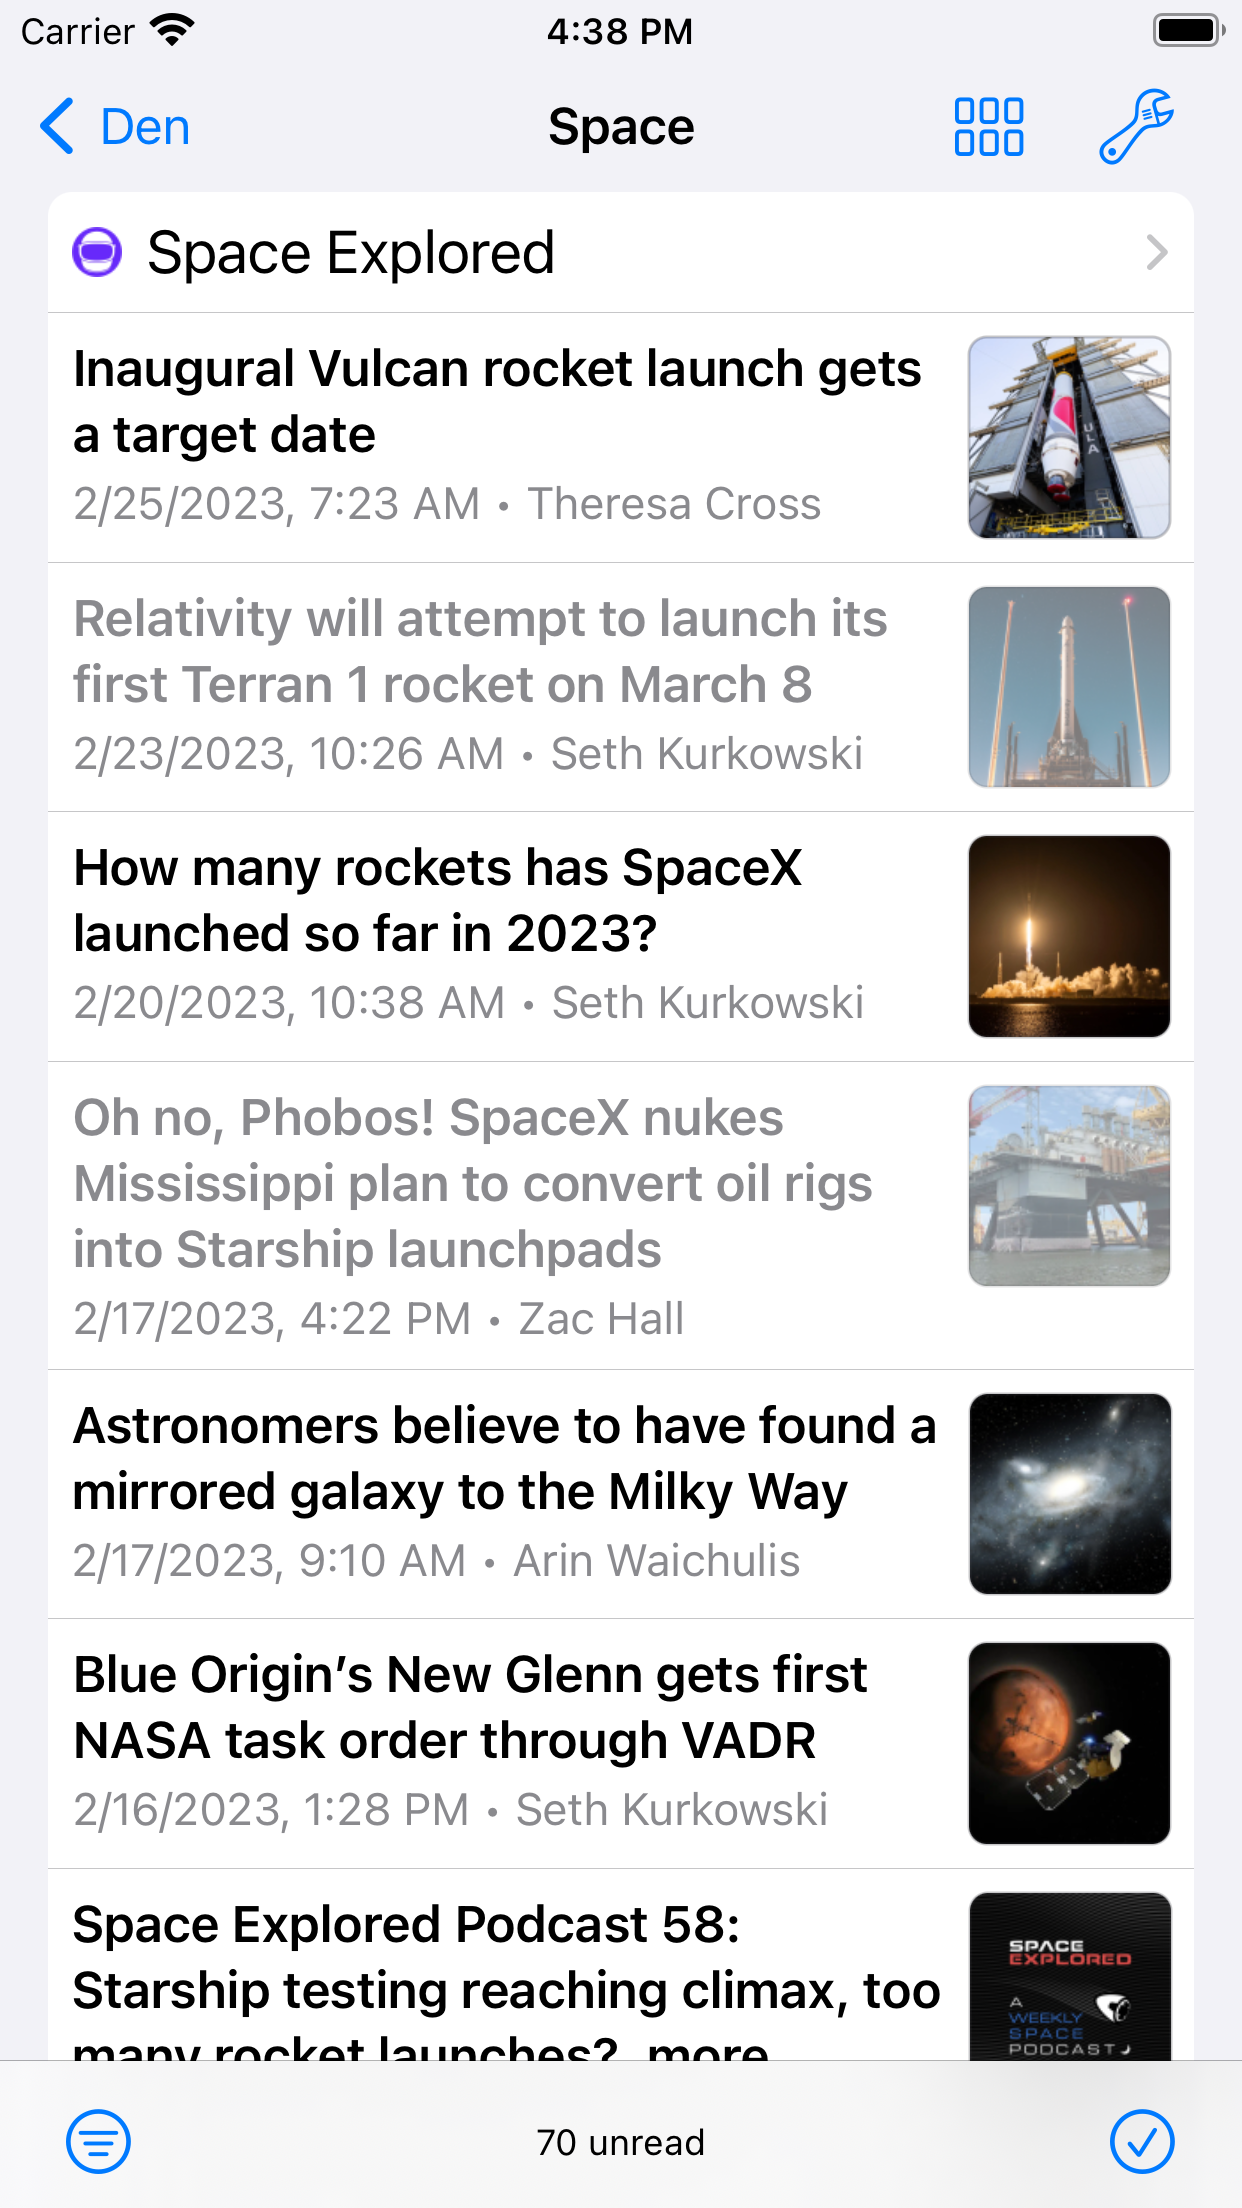 Carrier 4:38 PM
Den Space
Space Explored
Inaugural Vulcan rocket launch gets
a target date
2/25/2023, 7:23 AM • Theresa Cross
ULA
Relativity will attempt to launch its
first Terran 1 rocket on March 8
2/23/2023, 10:26 AM • Seth Kurkowski
How many rockets has SpaceX
launched so far in 2023?
2/20/2023, 10:38 AM • Seth Kurkowski
Oh no, Phobos! SpaceX nukes
Mississippi plan to convert oil rigs
into Starship launchpads
2/17/2023, 4:22 PM • Zac Hall
Astronomers believe to have found a
mirrored galaxy to the Milky Way
2/17/2023, 9:10 AM • Arin Waichulis
Blue Origin’s New Glenn gets first
NASA task order through VADR
2/16/2023, 1:28 PM • Seth Kurkowski
Space Explored Podcast 58:
Starship testing reaching climax, too
many rocket launches?, more
SPACE
EXPLORED
A
WEEKLY
SPACE
PODCAST
70 unread